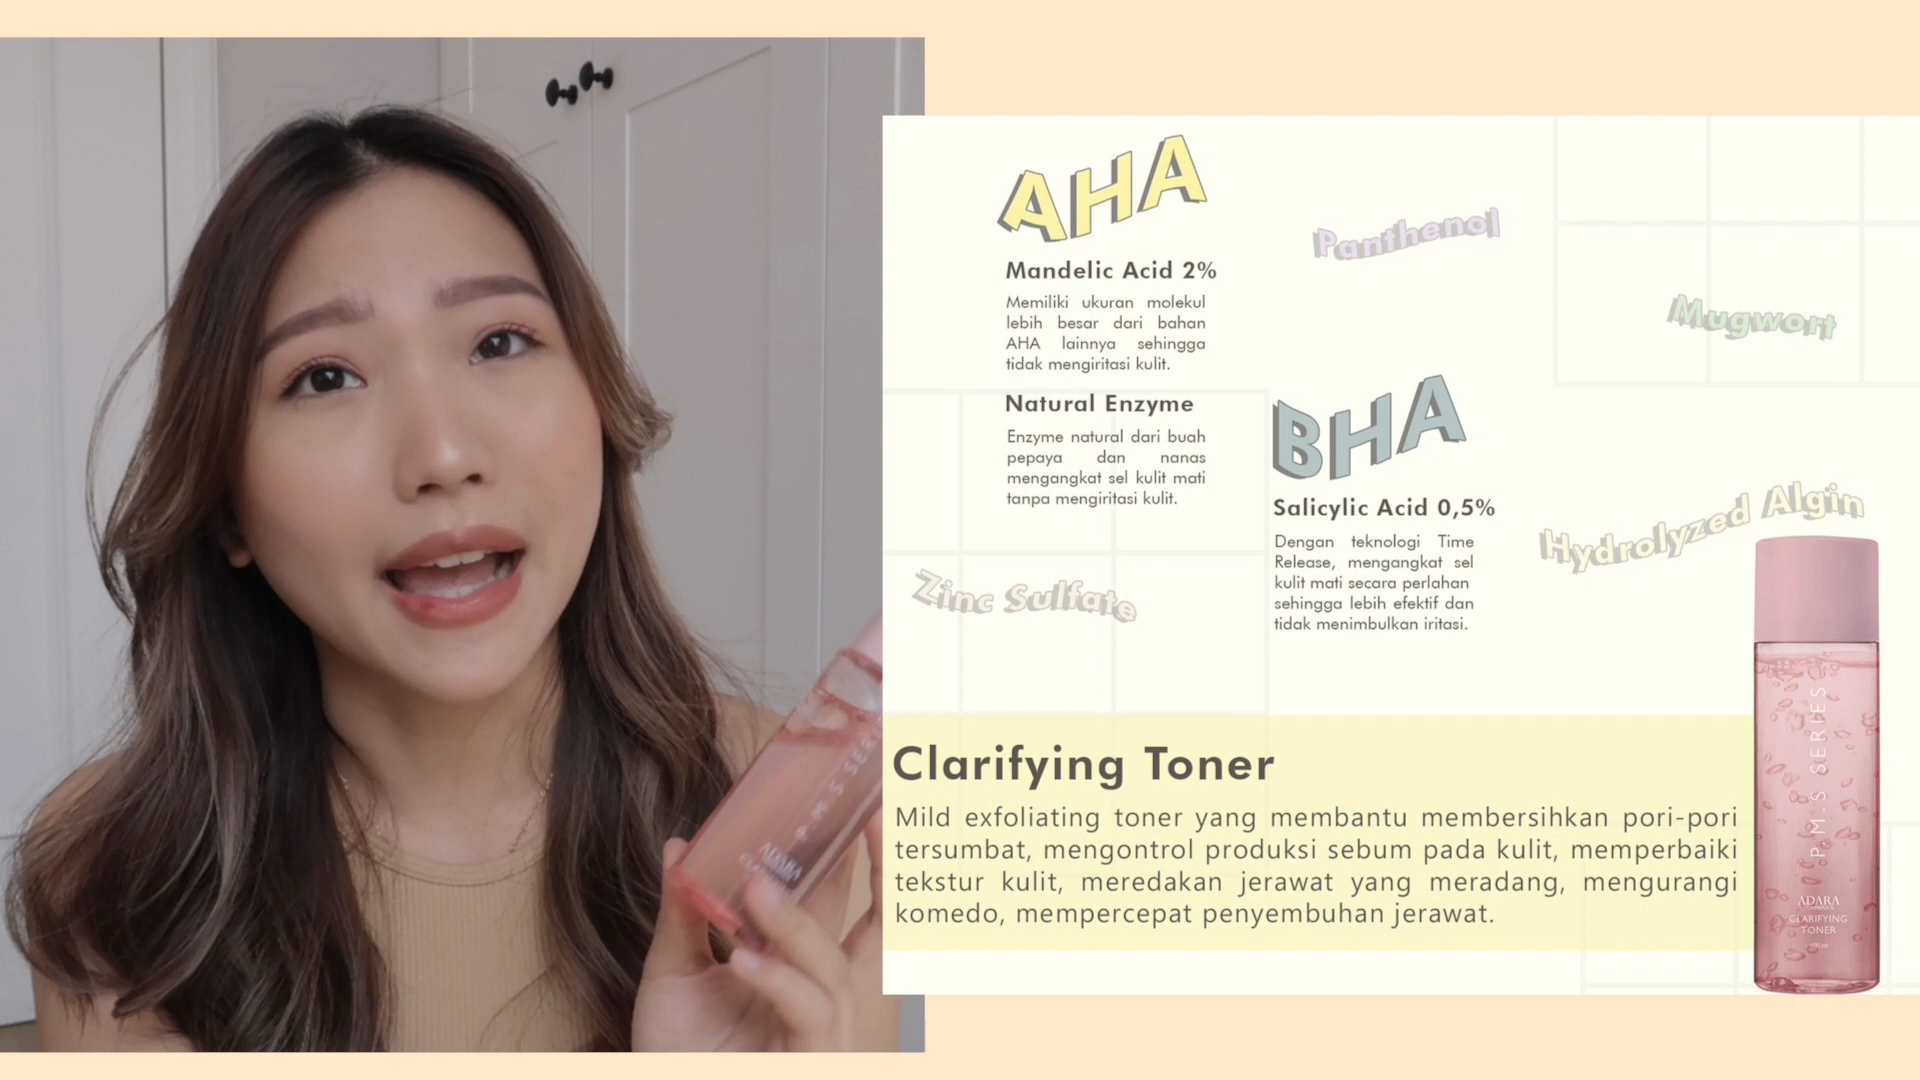 AHA
Mandelic Acid 2%
Memiliki ukuran molekul
lebih besar dari bahan
AHA lainnya sehingga
tidak mengiritasi kulit.
Natural Enzyme
Enzyme natural dari buah
pepaya dan nanas
mengangkat sel kulit mati
tanpa mengiritasi kulit.
Panthenol
Mugwort
BHA
Salicylic Acid 0,5%
Dengan teknologi Time
Release, mengangkat sel
kulit mati secara perlahan
sehingga lebih efektif dan
tidak menimbulkan iritasi.
Hydrolyzed Algin
Zinc Sulfate
Clarifying Toner
Mild exfoliating toner yang membantu membersihkan pori-pori
tersumbat, mengontrol produksi sebum pada kulit, memperbaiki
tekstur kulit, meredakan jerawat yang meradang, mengurangi
komedo, mempercepat penyembuhan jerawat.
P.M.S SERIES
ADARA
CLARIFYING
TONER
100 ml
P.M.S SE
ADARA